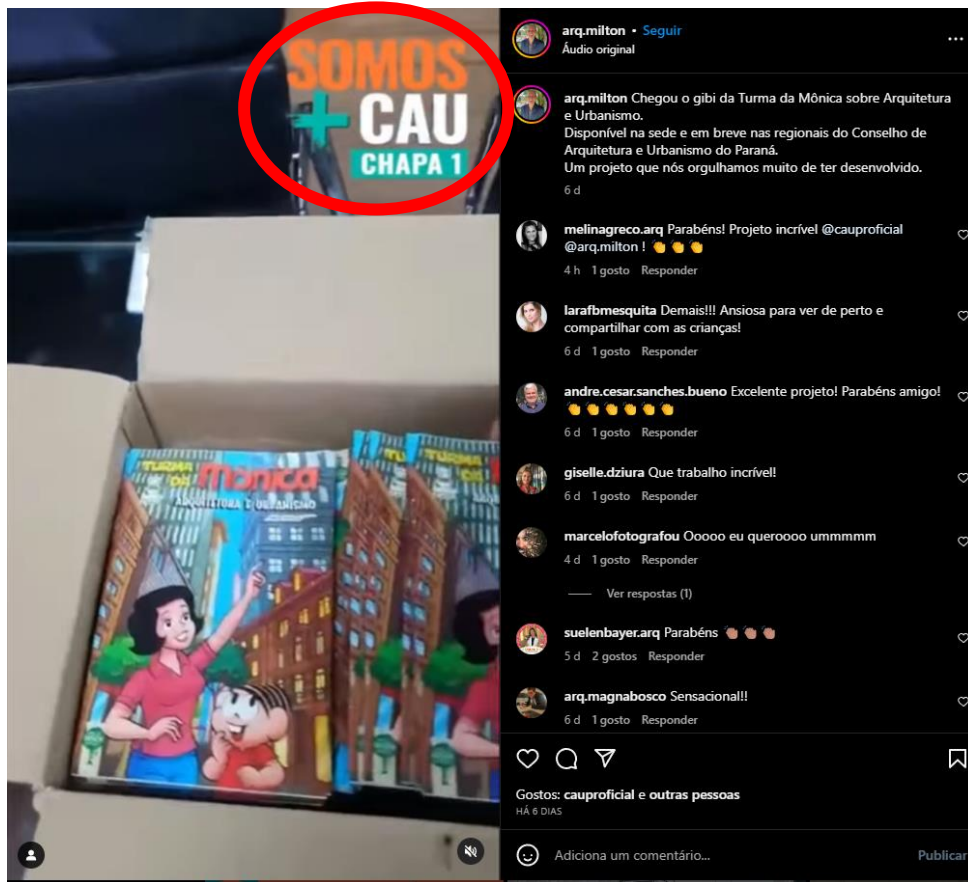 SOMOS
+ CAU
CHAPA 1
TURMA
DA Mônica
ARQUITETURA E URBANISMO
TURMA
DA
arq.milton • Seguir
Áudio original
arq.milton Chegou o gibi da Turma da Mônica sobre Arquitetura
e Urbanismo.
Disponível na sede e em breve nas regionais do Conselho de
Arquitetura e Urbanismo do Paraná.
Um projeto que nós orgulhamos muito de ter desenvolvido.
6 d
melinagreco.arq Parabéns! Projeto incrível @cauproficial
@arq.milton ! 👏👏👏
4 h 1 gosto Responder
larafbmesquita Demais!!! Ansiosa para ver de perto e
compartilhar com as crianças!
6 d 1 gosto Responder
andre.cesar.sanches.bueno Excelente projeto! Parabéns amigo!
👏👏👏👏👏👏
6 d 1 gosto Responder
giselle.dziura Que trabalho incrível!
6 d 1 gosto Responder
marcelofotografou Ooooo eu queroooo ummmmm
4 d 1 gosto Responder
Ver respostas (1)
suelenbayer.arq Parabéns 👏🏽👏🏽👏🏽
5 d 2 gostos Responder
arq.magnabosco Sensacional!!
6 d 1 gosto Responder
Gostos: cauproficial e outras pessoas
HÁ 6 DIAS
Adiciona um comentário... Publicar